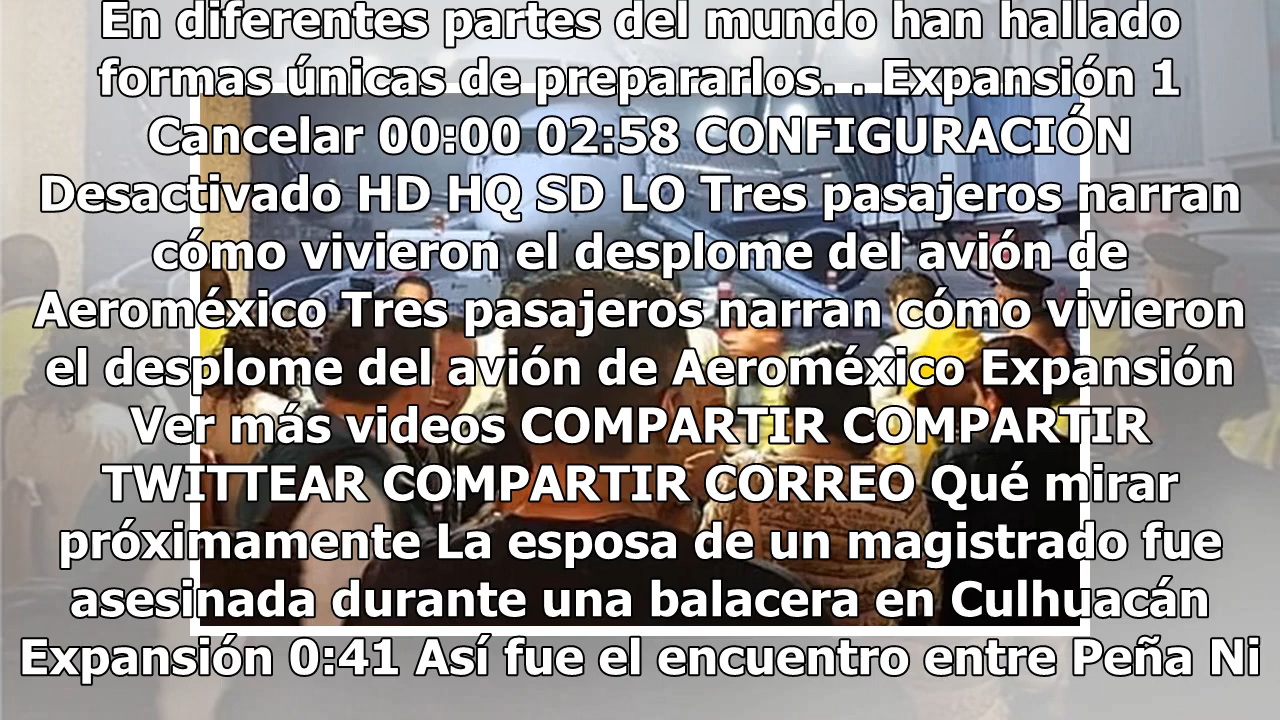 En diferentes partes del mundo han hallado
formas únicas de prepararlos. . Expansión 1
Cancelar 00:00 02:58 CONFIGURACIÓN
Desactivado HD HQ SD LO Tres pasajeros narran
cómo vivieron el desplome del avión de
Aeroméxico Tres pasajeros narran cómo vivieron
el desplome del avión de Aeroméxico Expansión
Ver más videos COMPARTIR COMPARTIR
TWITTEAR COMPARTIR CORREO Qué mirar
próximamente La esposa de un magistrado fue
asesinada durante una balacera en Culhuacán
Expansión 0:41 Así fue el encuentro entre Peña Ni